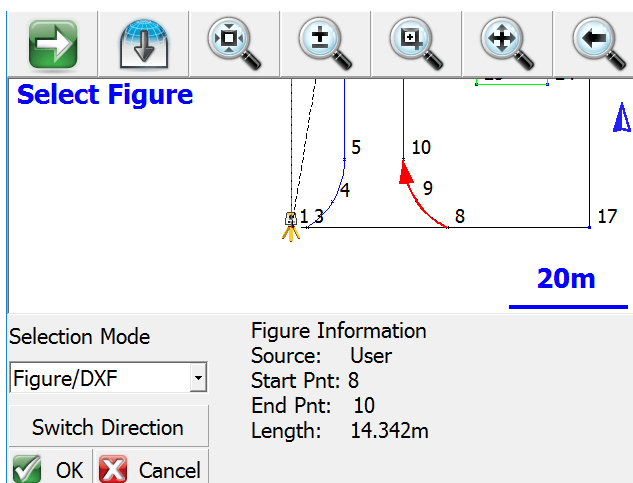 Select Figure
5
10
4
9
1 3
8
17
20m
Selection Mode
Figure/DXF
Switch Direction
OK
Cancel
Figure Information
Source: User
Start Pnt: 8
End Pnt: 10
Length: 14.342m